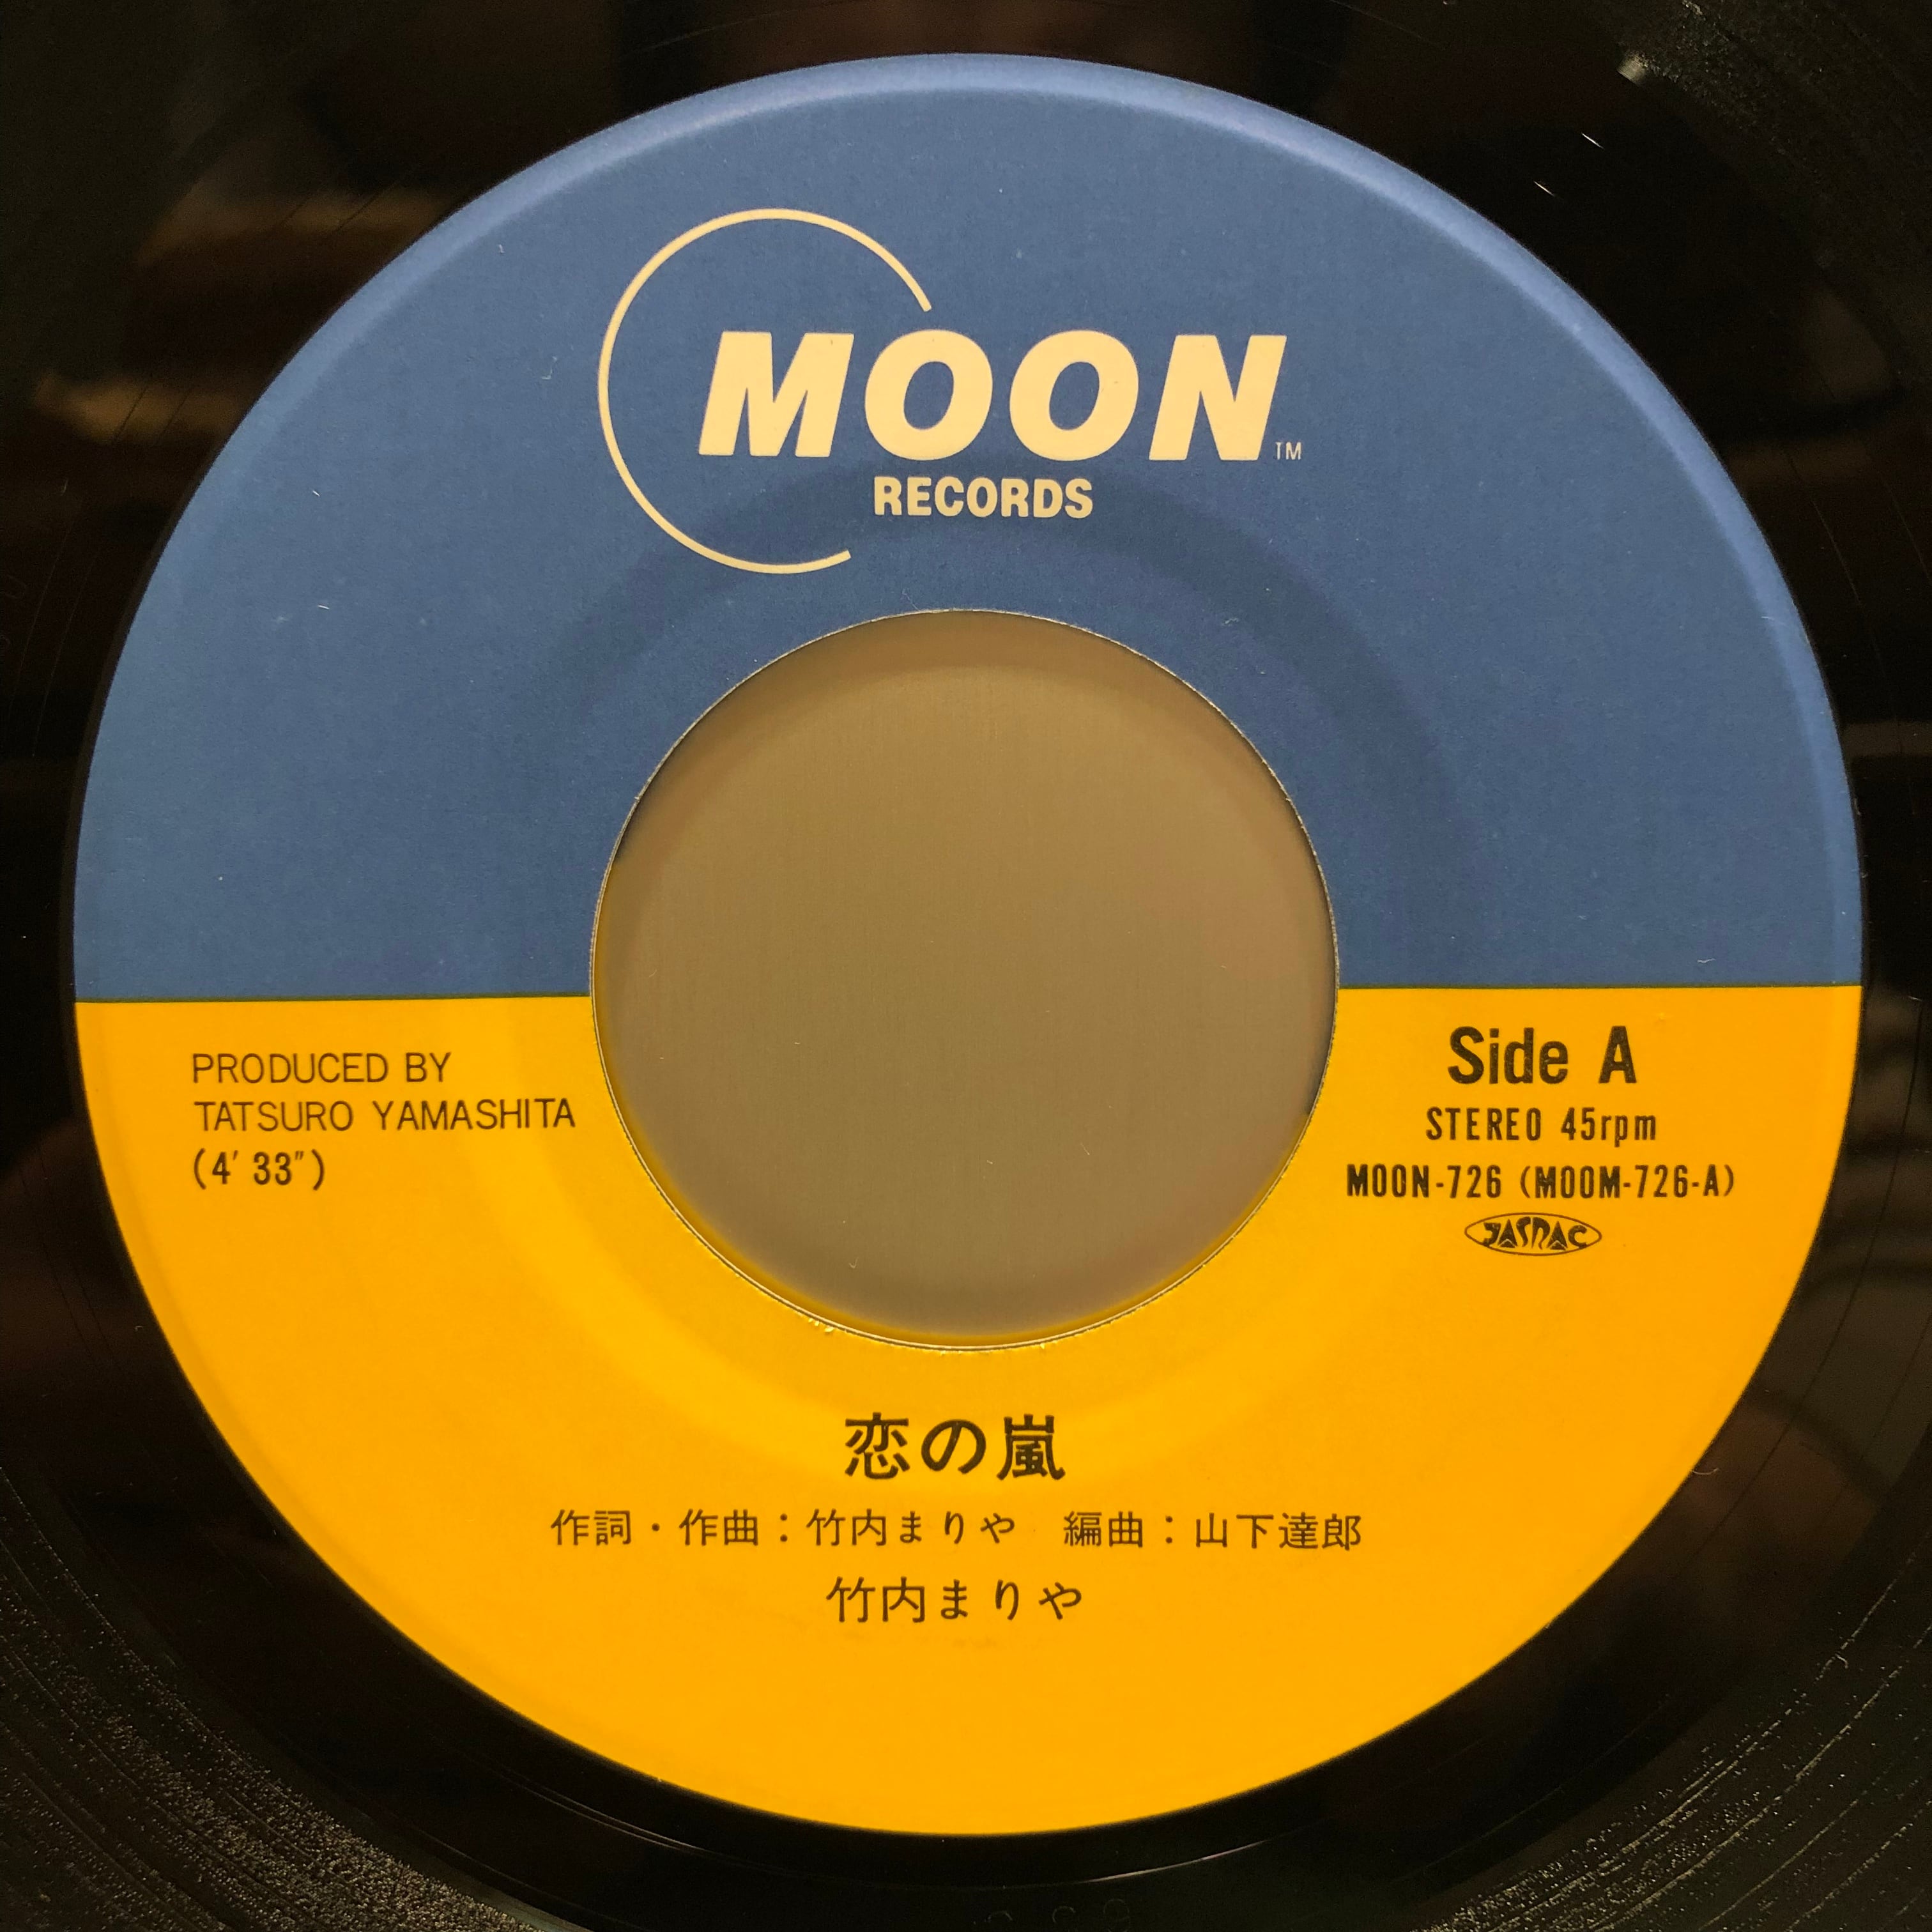 MOON TM
RECORDS
PRODUCED BY
TATSURO YAMASHITA
(4′ 33″)
Side A
STEREO 45rpm
MOON-726 (MOOM-726-A)
JASRAC
恋の嵐
作詞・作曲：竹内まりや　編曲：山下達郎
竹内まりや